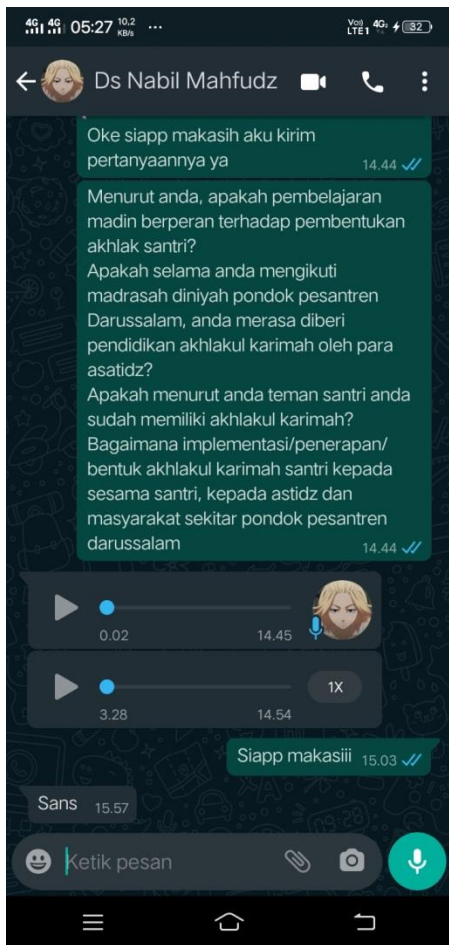 4G 4G 05:27 10,2 KB/s ... Vo) LTE1 4G 32
Ds Nabil Mahfudz
Oke siapp makasih aku kirim
pertanyaannya ya 14.44
Menurut anda, apakah pembelajaran
madin berperan terhadap pembentukan
akhlak santri?
Apakah selama anda mengikuti
madrasah diniyah pondok pesantren
Darussalam, anda merasa diberi
pendidikan akhlakul karimah oleh para
asatidz?
Apakah menurut anda teman santri anda
sudah memiliki akhlakul karimah?
Bagaimana implementasi/penerapan/
bentuk akhlakul karimah santri kepada
sesama santri, kepada astidz dan
masyarakat sekitar pondok pesantren
darussalam 14.44
0.02 14.45
1X
3.28 14.54
Siapp makasiii 15.03
Sans 15.57
Ketik pesan